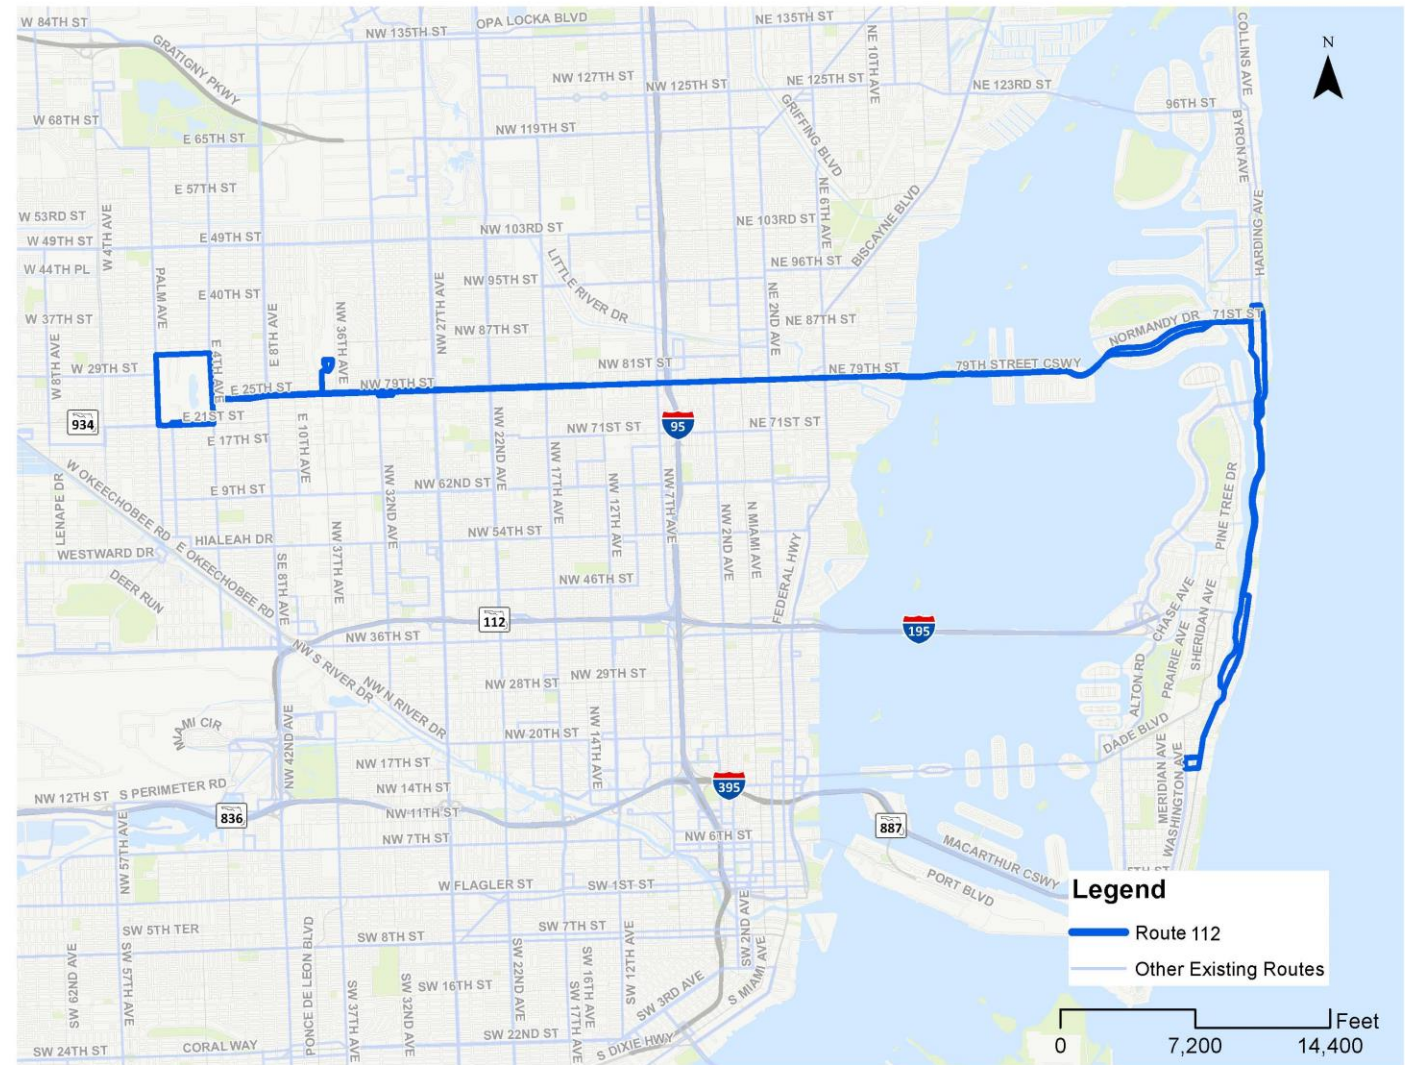 W 84TH ST
OPA LOCKA BLVD
NE 135TH ST
NW 135TH ST
COLLINS AVE
N
GRATIGNY PKWY
NE 10TH AVE
NW 127TH ST
NW 125TH ST
NE 125TH ST
NE 123RD ST
96TH ST
W 68TH ST
E 65TH ST
NW 119TH ST
GRIFFING BLVD
BYRON AVE
E 57TH ST
NE 6TH AVE
BISCAYNE BLVD
W 53RD ST
W 4TH AVE
W 49TH ST
E 49TH ST
NW 103RD ST
NE 103RD ST
HARDING AVE
W 44TH PL
PALM AVE
NW 27TH AVE
LITTLE RIVER DR
NE 96TH ST
E 40TH ST
NW 95TH ST
NE 2ND AVE
W 37TH ST
E 8TH AVE
NW 36TH AVE
NW 87TH ST
NE 87TH ST
NORMANDY DR
71ST ST
W 8TH AVE
W 29TH ST
E 4TH AVE
NW 81ST ST
E 25TH ST
NW 79TH ST
NE 79TH ST
79TH STREET CSWY
934
E 21ST ST
E 17TH ST
E 10TH AVE
NW 22ND AVE
NW 71ST ST
95
NE 71ST ST
W OKEECHOBEE RD
LENAPE DR
E 9TH ST
NW 32ND AVE
NW 62ND ST
NW 17TH AVE
NW 12TH AVE
NW 7TH AVE
NW 2ND AVE
N MIAMI AVE
PINE TREE DR
HIALEAH DR
NW 54TH ST
WESTWARD DR
E OKEECHOBEE RD
SE 8TH AVE
NW 37TH AVE
FEDERAL HWY
DEER RUN
NW 46TH ST
CHASE AVE
PRAIRIE AVE
SHERIDAN AVE
112
NW 36TH ST
195
NW S RIVER DR
NW N RIVER DR
NW 28TH ST
NW 29TH ST
ALTON RD
MIAMI CIR
NW 42ND AVE
NW 20TH ST
NW 14TH AVE
DADE BLVD
NW 17TH ST
MERIDIAN AVE
WASHINGTON AVE
NW 12TH ST
S PERIMETER RD
NW 14TH ST
395
836
NW 11TH ST
NW 57TH AVE
NW 7TH ST
NW 6TH ST
887
MACARTHUR CSWY
PORT BLVD
W FLAGLER ST
SW 1ST ST
SW 2ND AVE
SW 5TH TER
SW 8TH ST
SW 7TH ST
SW 62ND AVE
SW 57TH AVE
PONCE DE LEON BLVD
SW 37TH AVE
SW 32ND AVE
SW 16TH ST
SW 22ND AVE
SW 16TH AVE
SW 17TH AVE
SW 12TH AVE
SW 3RD AVE
S MIAMI AVE
SW 24TH ST
CORAL WAY
SW 22ND ST
S DIXIE HWY
Legend
Route 112
Other Existing Routes
Feet
0 7,200 14,400